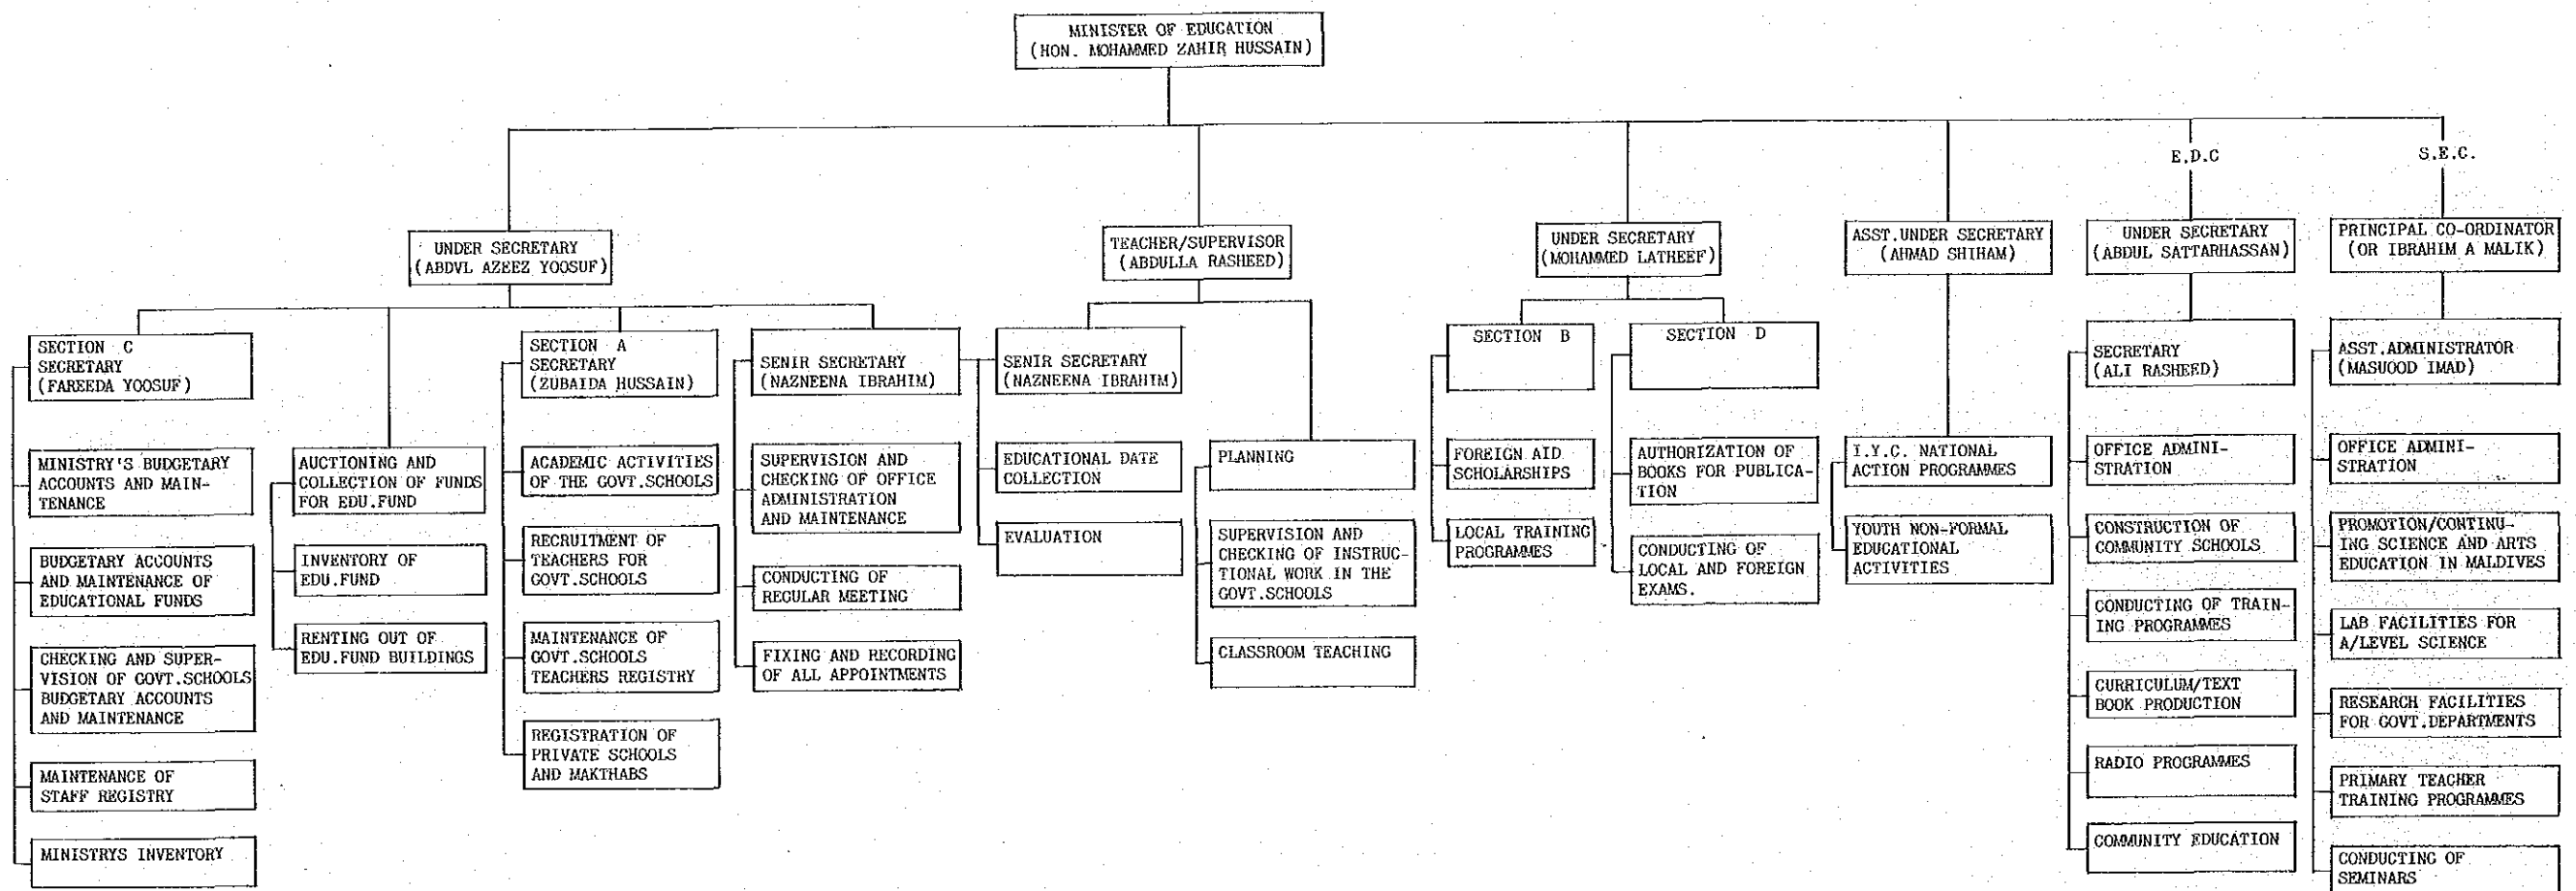 MINISTER OF EDUCATION
(HON. MOHAMMED ZAHIR HUSSAIN)
E.D.C
S.E.C.
UNDER SECRETARY
(ABDVL AZEEZ YOOSUF)
TEACHER/SUPERVISOR
(ABDULLA RASHEED)
UNDER SECRETARY
(MOHAMMED LATHEEF)
ASST.UNDER SECRETARY
(AHMAD SHIHAM)
UNDER SECRETARY
(ABDUL SATTARHASSAN)
PRINCIPAL CO-ORDINATOR
(OR IBRAHIM A MALIK)
SECTION C
SECRETARY
(FAREEDA YOOSUF)
MINISTRY'S BUDGETARY
ACCOUNTS AND MAIN-
TENANCE
BUDGETARY ACCOUNTS
AND MAINTENANCE OF
EDUCATIONAL FUNDS
CHECKING AND SUPER-
VISION OF GOVT.SCHOOLS
BUDGETARY ACCOUNTS
AND MAINTENANCE
MAINTENANCE OF
STAFF REGISTRY
MINISTRYS INVENTORY
AUCTIONING AND
COLLECTION OF FUNDS
FOR EDU.FUND
INVENTORY OF
EDU.FUND
RENTING OUT OF
EDU.FUND BUILDINGS
SECTION A
SECRETARY
(ZUBAIDA HUSSAIN)
ACADEMIC ACTIVITIES
OF THE GOVT.SCHOOLS
RECRUITMENT OF
TEACHERS FOR
GOVT.SCHOOLS
MAINTENANCE OF
GOVT.SCHOOLS
TEACHERS REGISTRY
REGISTRATION OF
PRIVATE SCHOOLS
AND MAKTHABS
SENIR SECRETARY
(NAZNEENA IBRAHIM)
SUPERVISION AND
CHECKING OF OFFICE
ADMINISTRATION
AND MAINTENANCE
CONDUCTING OF
REGULAR MEETING
FIXING AND RECORDING
OF ALL APPOINTMENTS
SENIR SECRETARY
(NAZNEENA IBRAHIM)
EDUCATIONAL DATE
COLLECTION
EVALUATION
PLANNING
SUPERVISION AND
CHECKING OF INSTRUC-
TIONAL WORK IN THE
GOVT.SCHOOLS
CLASSROOM TEACHING
SECTION B
FOREIGN AID
SCHOLARSHIPS
LOCAL TRAINING
PROGRAMMES
SECTION D
AUTHORIZATION OF
BOOKS FOR PUBLICA-
TION
CONDUCTING OF
LOCAL AND FOREIGN
EXAMS.
I.Y.C. NATIONAL
ACTION PROGRAMMES
YOUTH NON-FORMAL
EDUCATIONAL
ACTIVITIES
SECRETARY
(ALI RASHEED)
OFFICE ADMINI-
STRATION
CONSTRUCTION OF
COMMUNITY SCHOOLS
CONDUCTING OF TRAIN-
ING PROGRAMMES
CURRICULUM/TEXT
BOOK PRODUCTION
RADIO PROGRAMMES
COMMUNITY EDUCATION
ASST.ADMINISTRATOR
(MASUOOD IMAD)
OFFICE ADMINI-
STRATION
PROMOTION/CONTINU-
ING SCIENCE AND ARTS
EDUCATION IN MALDIVES
LAB FACILITIES FOR
A/LEVEL SCIENCE
RESEARCH FACILITIES
FOR GOVT.DEPARTMENTS
PRIMARY TEACHER
TRAINING PROGRAMMES
CONDUCTING OF
SEMINARS